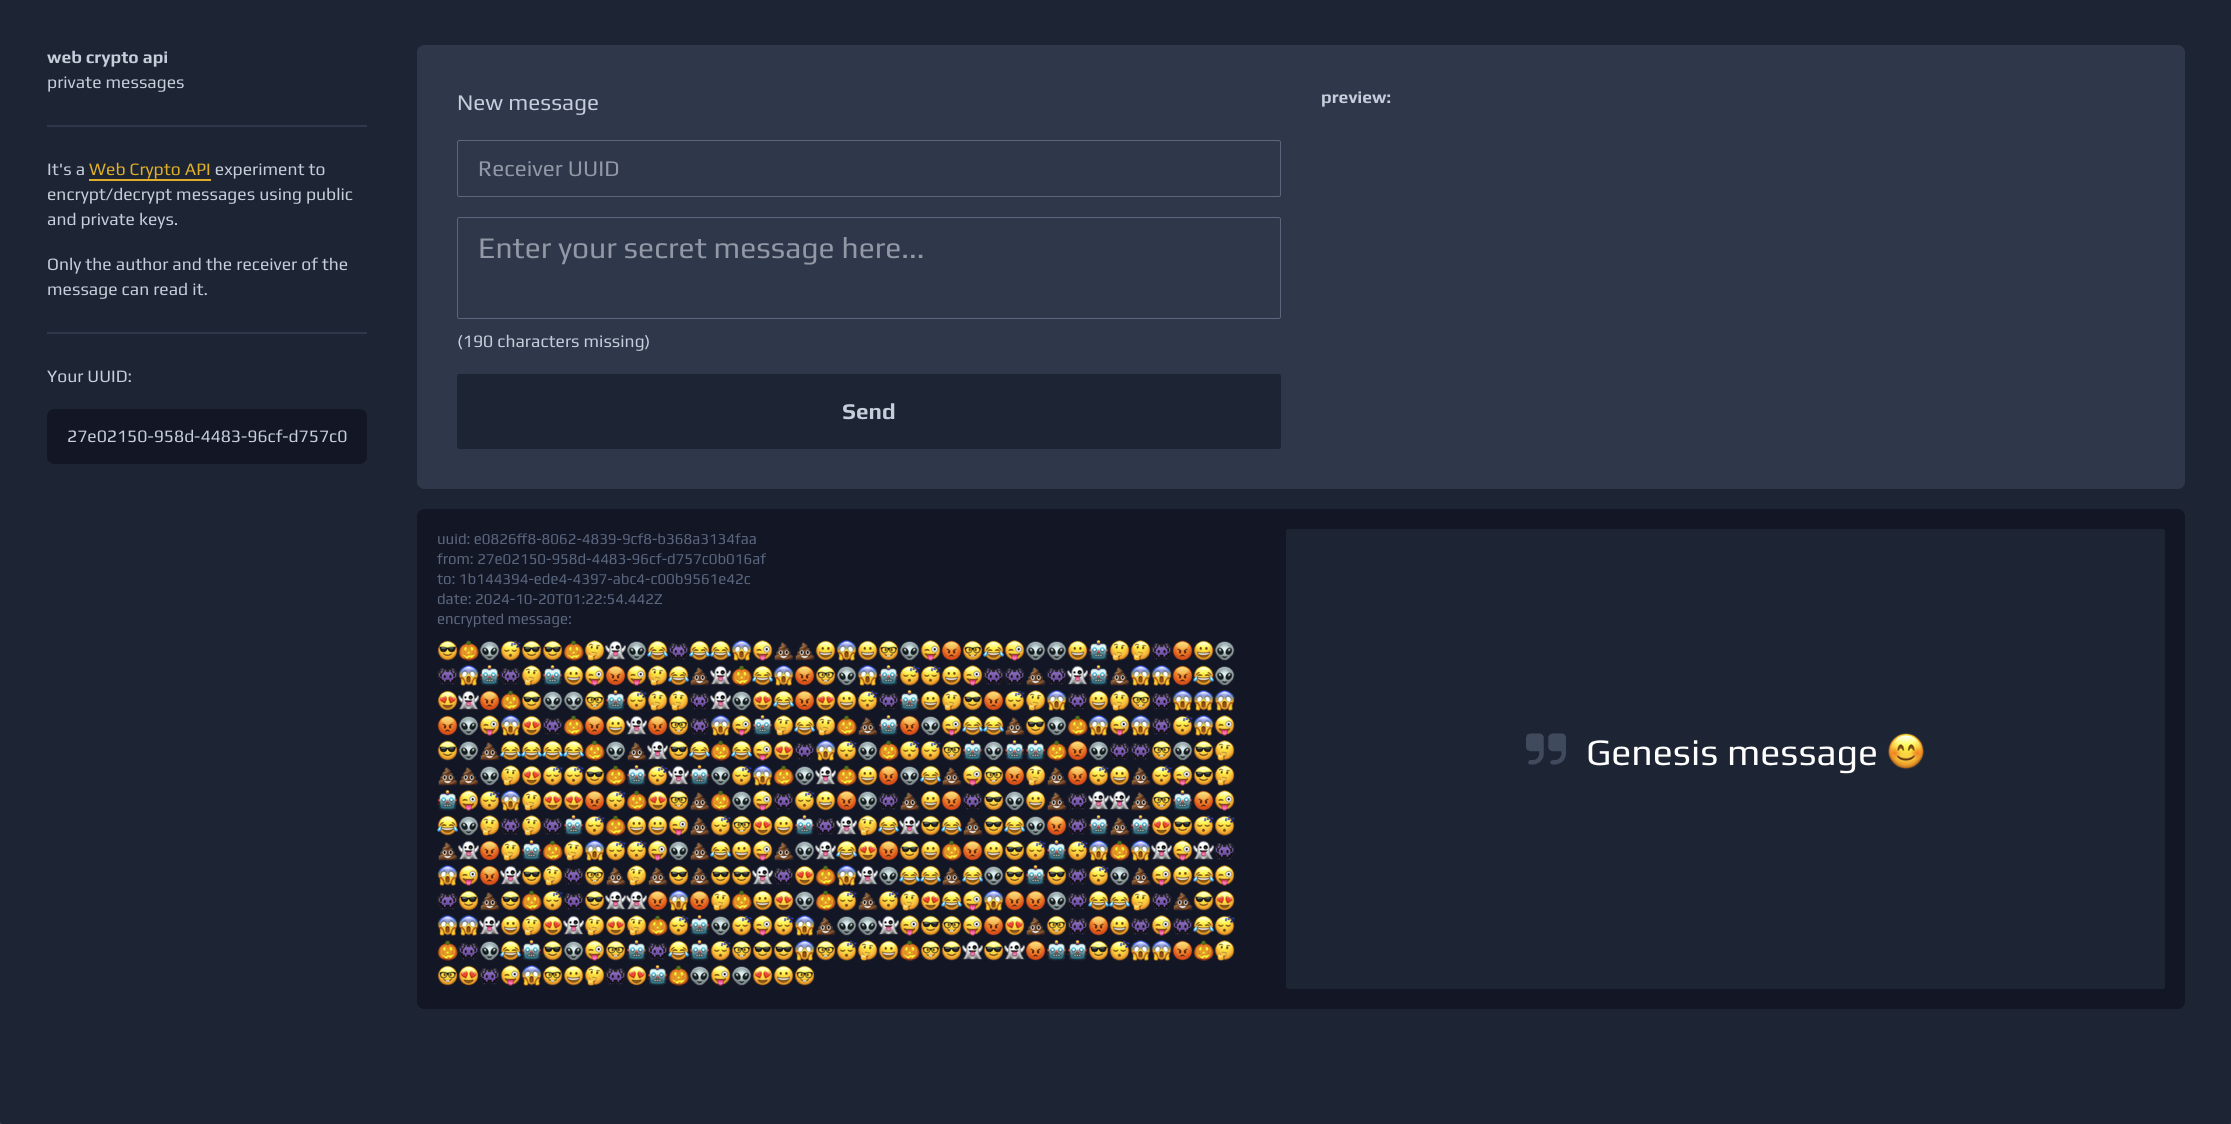 web crypto api
private messages
It's a Web Crypto API experiment to
encrypt/decrypt messages using public
and private keys.
Only the author and the receiver of the
message can read it.
Your UUID:
27e02150-958d-4483-96cf-d757c0
New message
Receiver UUID
Enter your secret message here...
(190 characters missing)
Send
preview:
uuid: e0826ff8-8062-4839-9cf8-b368a3134faa
from: 27e02150-958d-4483-96cf-d757c0b016af
to: 1b144394-ede4-4397-abc4-c00b9561e42c
date: 2024-10-20T01:22:54.442Z
encrypted message:
Genesis message 😊